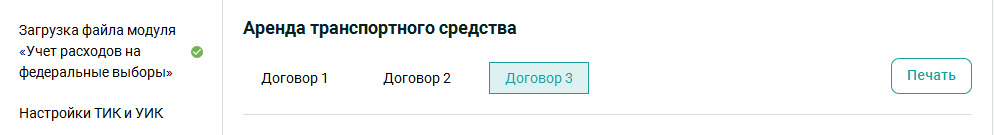 Загрузка файла модуля
«Учет расходов на
федеральные выборы»
Настройки ТИК и УИК
Аренда транспортного средства
Договор 1
Договор 2
Договор 3
Печать